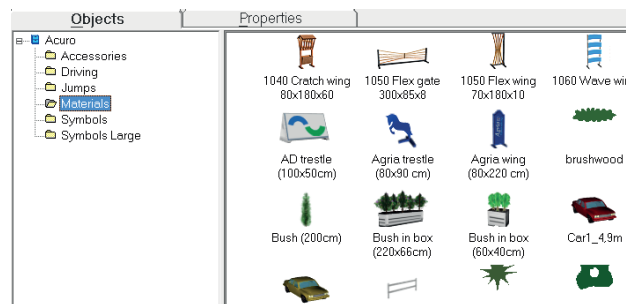 Objects
Properties
Acuro
Accessories
Driving
Jumps
Materials
Symbols
Symbols Large
1040 Cratch wing
80x180x60
1050 Flex gate
300x85x8
1050 Flex wing
70x180x10
1060 Wave wi
AD trestle
(100x50cm)
Agria trestle
(80x90 cm)
Agria wing
(80x220 cm)
brushwood
Bush (200cm)
Bush in box
(220x66cm)
Bush in box
(60x40cm)
Car1_4,9m